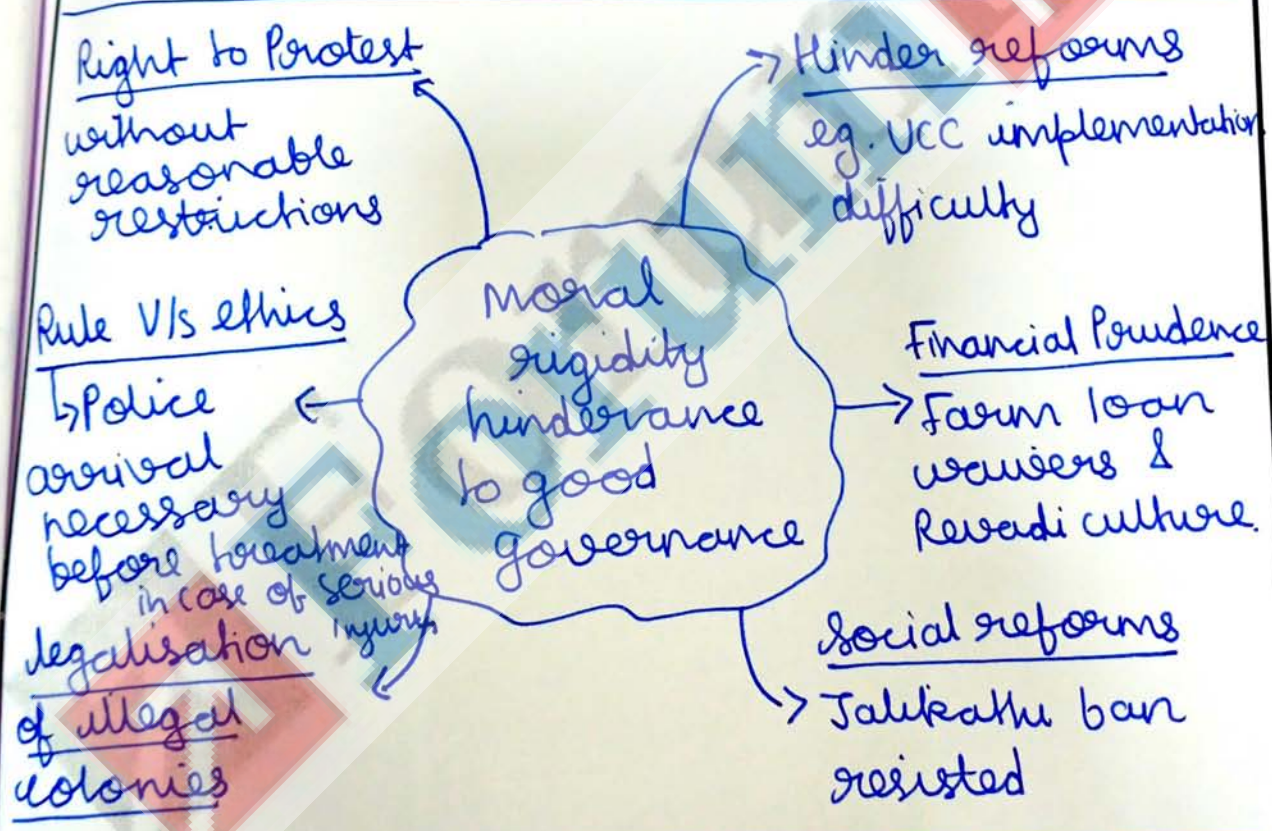 Right to Protest
without
reasonable
restrictions
Hinder reforms
eg. UCC implementation
difficulty
Moral
rigidity
hinderance
to good
governance
Rule V/s ethics
↳Police
arrival
necessary
before treatment
in case of serious
injury
Financial Prudence
Farm loan
waivers &
Revadi culture.
legalisation
of illegal
colonies
Social reforms
Jalikathu ban
resisted
Forum